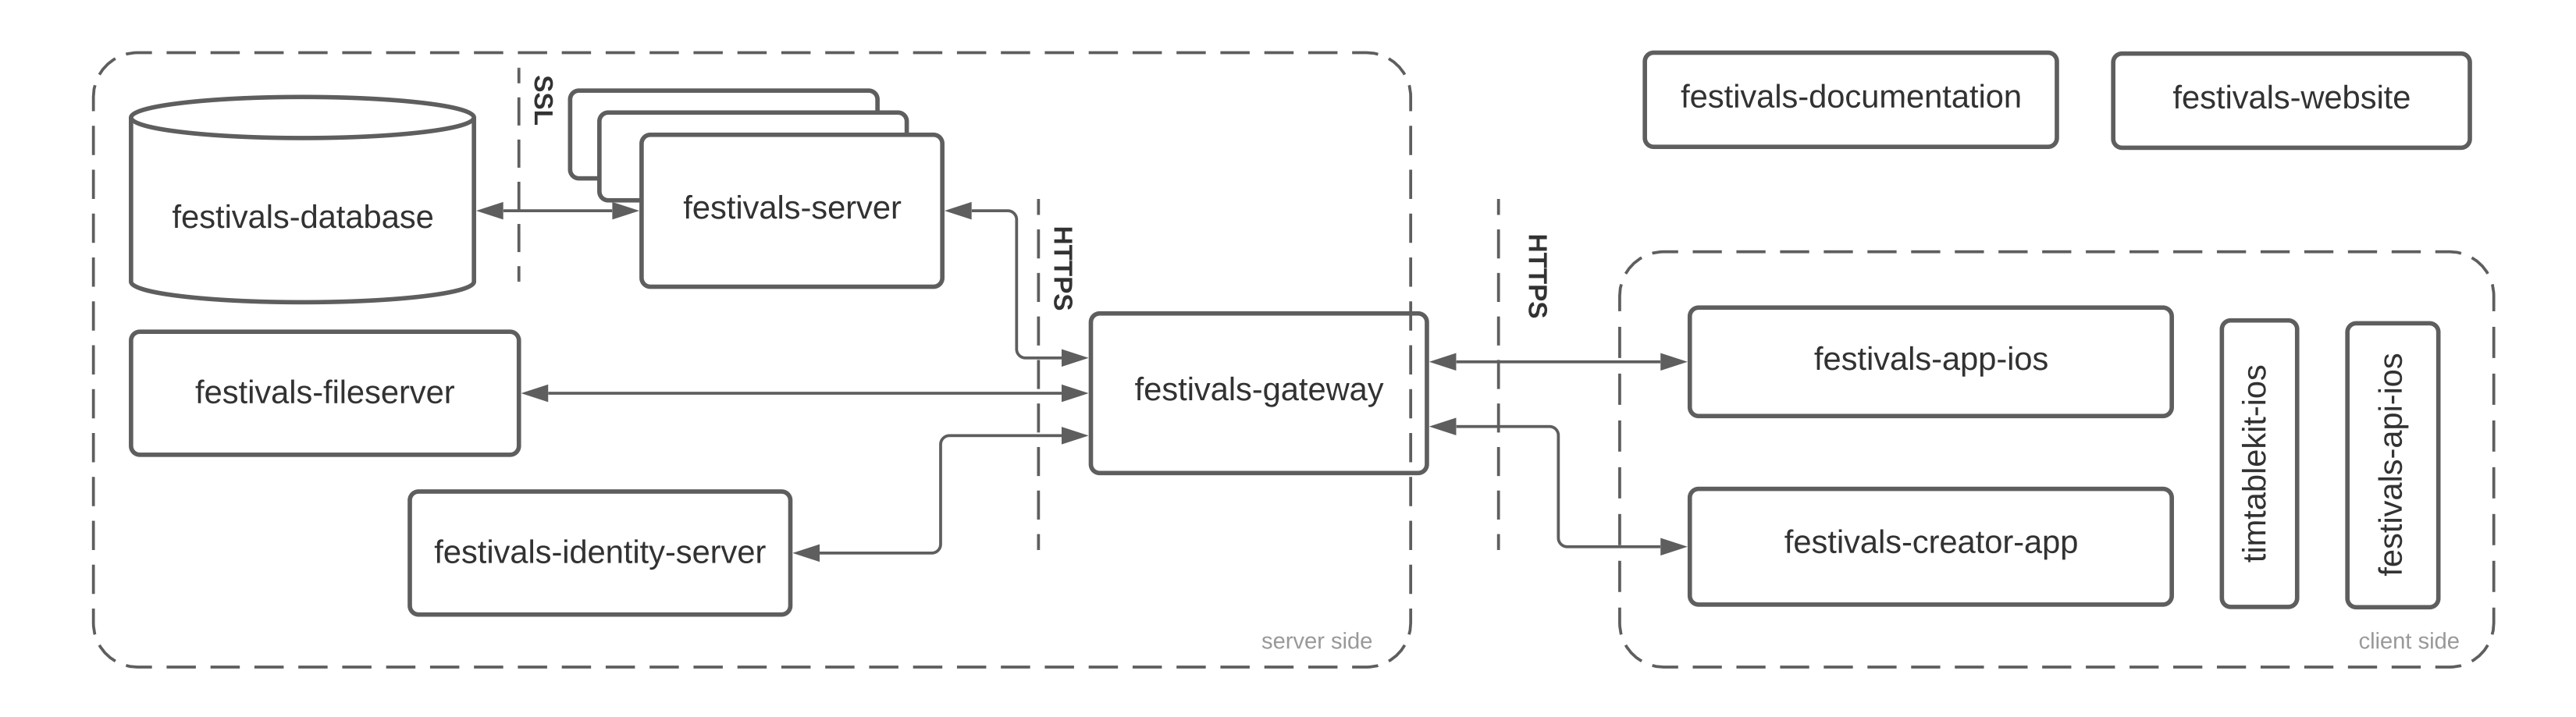 SSL
festivals-database
festivals-server
HTTPS
festivals-fileserver
festivals-gateway
festivals-identity-server
server side
HTTPS
festivals-documentation
festivals-website
festivals-app-ios
festivals-creator-app
timtablekit-ios
festivals-api-ios
client side